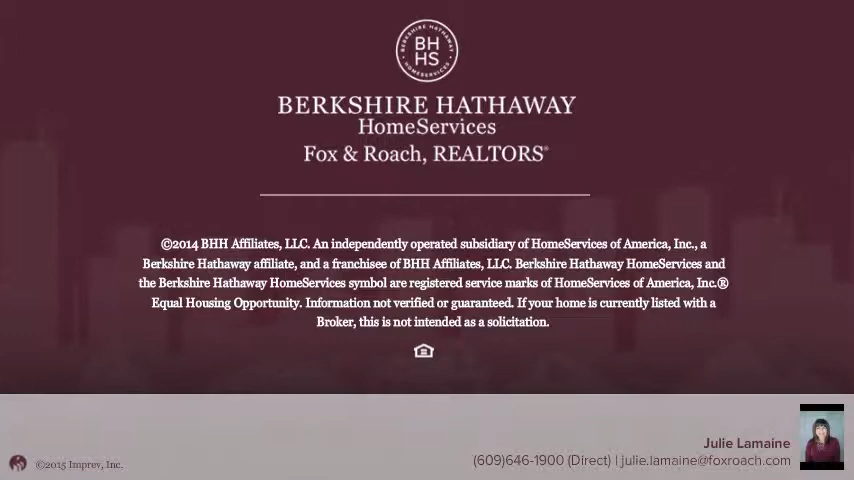 BERKSHIRE HATHAWAY
HOMESERVICES
BH
HS
BERKSHIRE HATHAWAY
HomeServices
Fox & Roach, REALTORS®
©2014 BHH Affiliates, LLC. An independently operated subsidiary of HomeServices of America, Inc., a
Berkshire Hathaway affiliate, and a franchisee of BHH Affiliates, LLC. Berkshire Hathaway HomeServices and
the Berkshire Hathaway HomeServices symbol are registered service marks of HomeServices of America, Inc.®
Equal Housing Opportunity. Information not verified or guaranteed. If your home is currently listed with a
Broker, this is not intended as a solicitation.
Julie Lamaine
(609)646-1900 (Direct) | julie.lamaine@foxroach.com
©2015 Imprev, Inc.